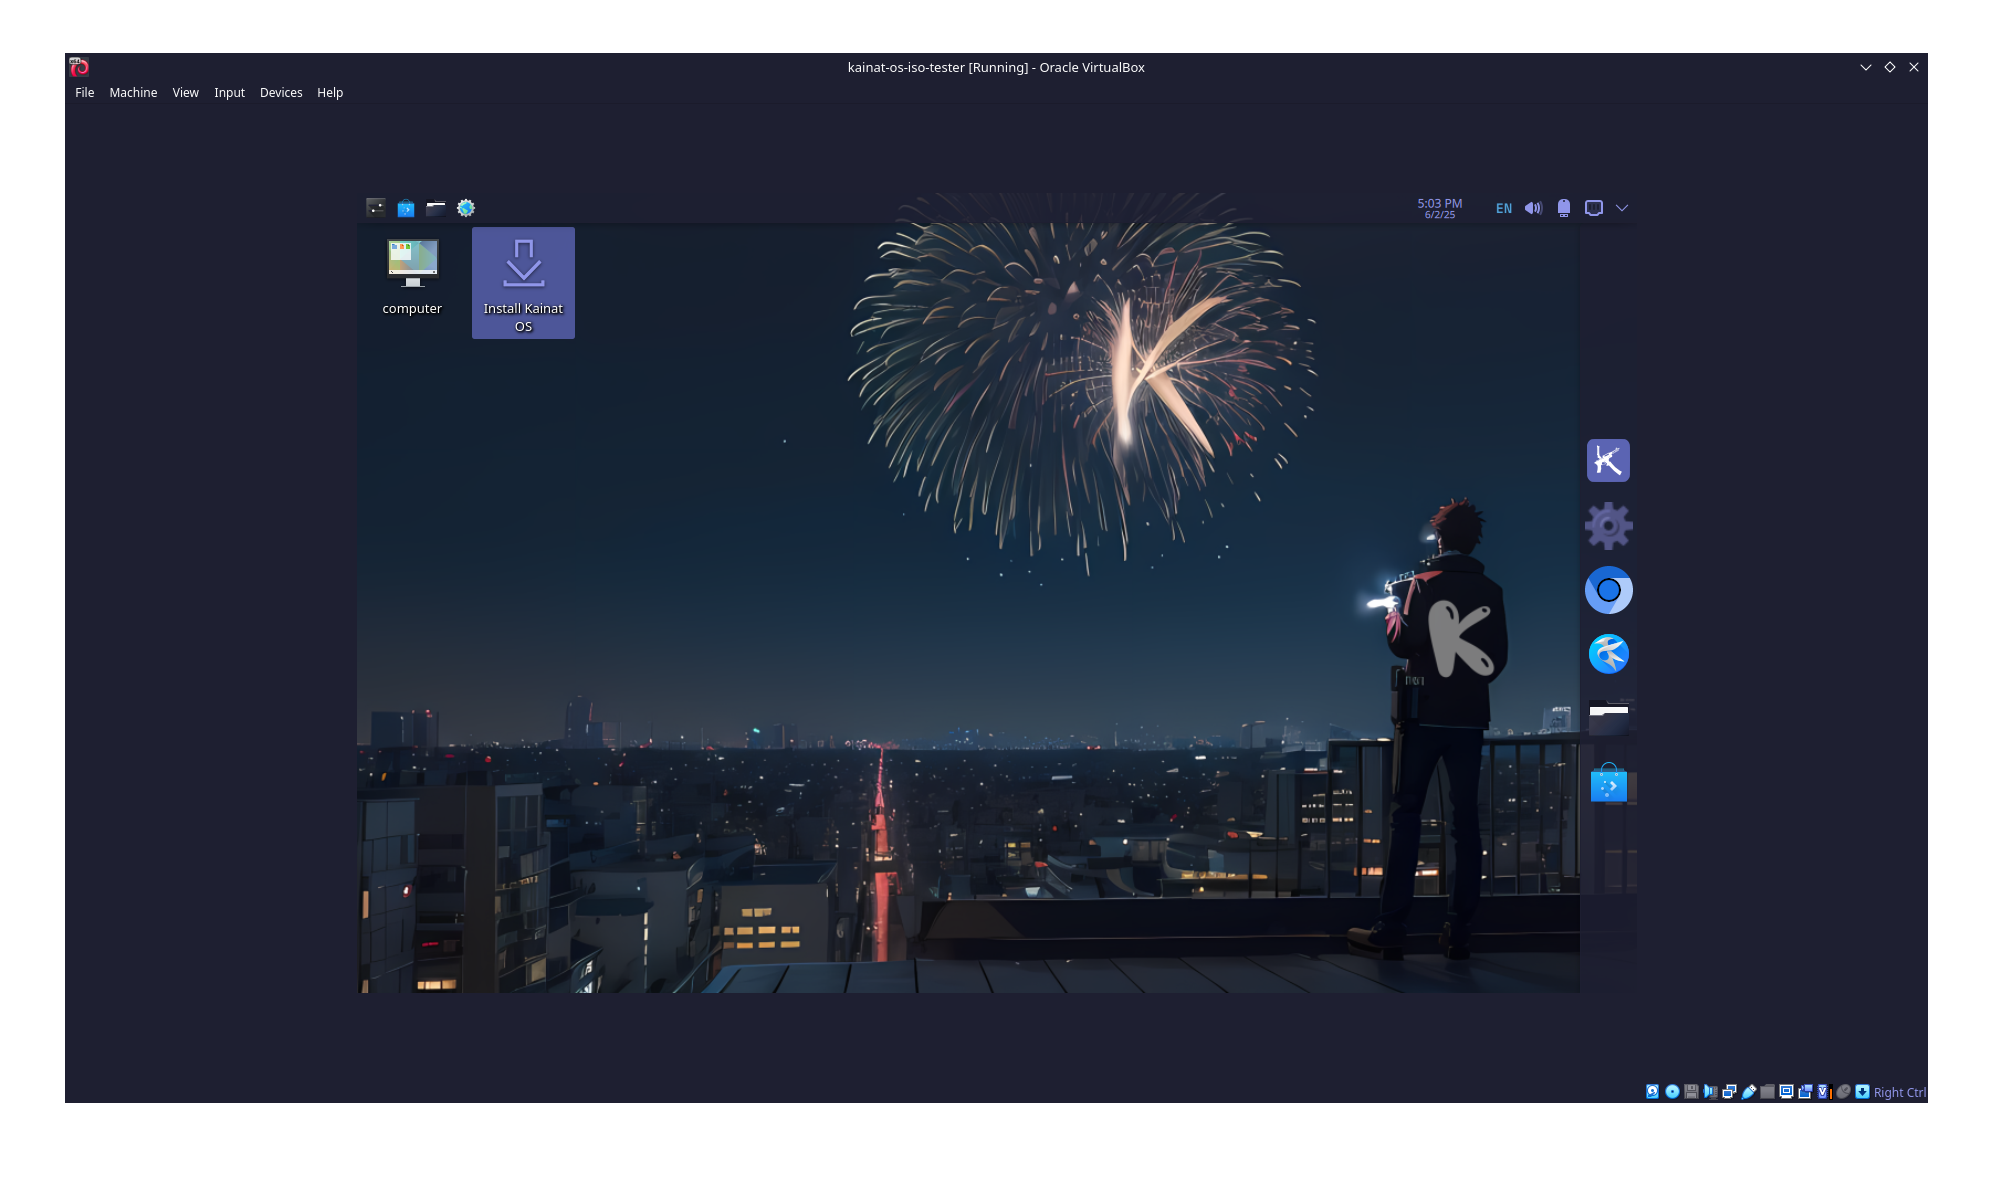 kainat-os-iso-tester [Running] - Oracle VirtualBox
File Machine View Input Devices Help
5:03 PM
6/2/25
EN
computer
Install Kainat
OS
K
K
Right Ctrl